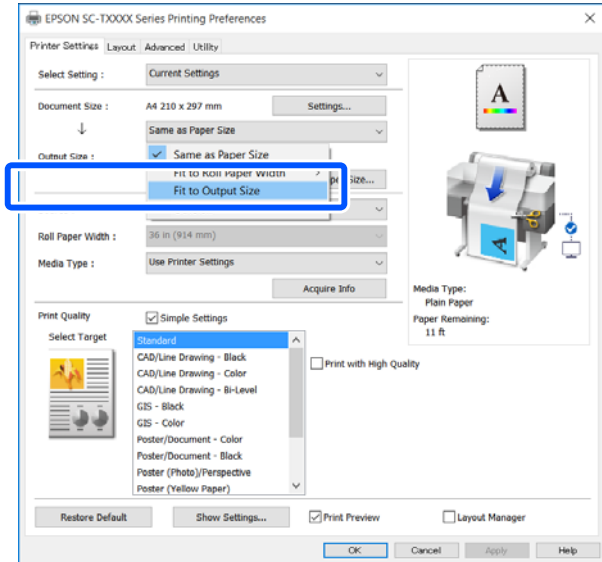 EPSON SC-TXXXX Series Printing Preferences
Printer Settings Layout Advanced Utility
Select Setting : Current Settings
Document Size : A4 210 x 297 mm Settings...
Same as Paper Size
Output Size : Same as Paper Size
Fit to Roll Paper Width
Size...
Fit to Output Size
Roll Paper Width : 36 in (914 mm)
Media Type : Use Printer Settings
Acquire Info
Media Type:
Plain Paper
Paper Remaining:
11 ft
Print Quality Simple Settings
Select Target
Standard
CAD/Line Drawing - Black
CAD/Line Drawing - Color
CAD/Line Drawing - Bi-Level
GIS - Black
GIS - Color
Poster/Document - Color
Poster/Document - Black
Poster (Photo)/Perspective
Poster (Yellow Paper)
Print with High Quality
Restore Default Show Settings... Print Preview Layout Manager
OK Cancel Apply Help
A
A